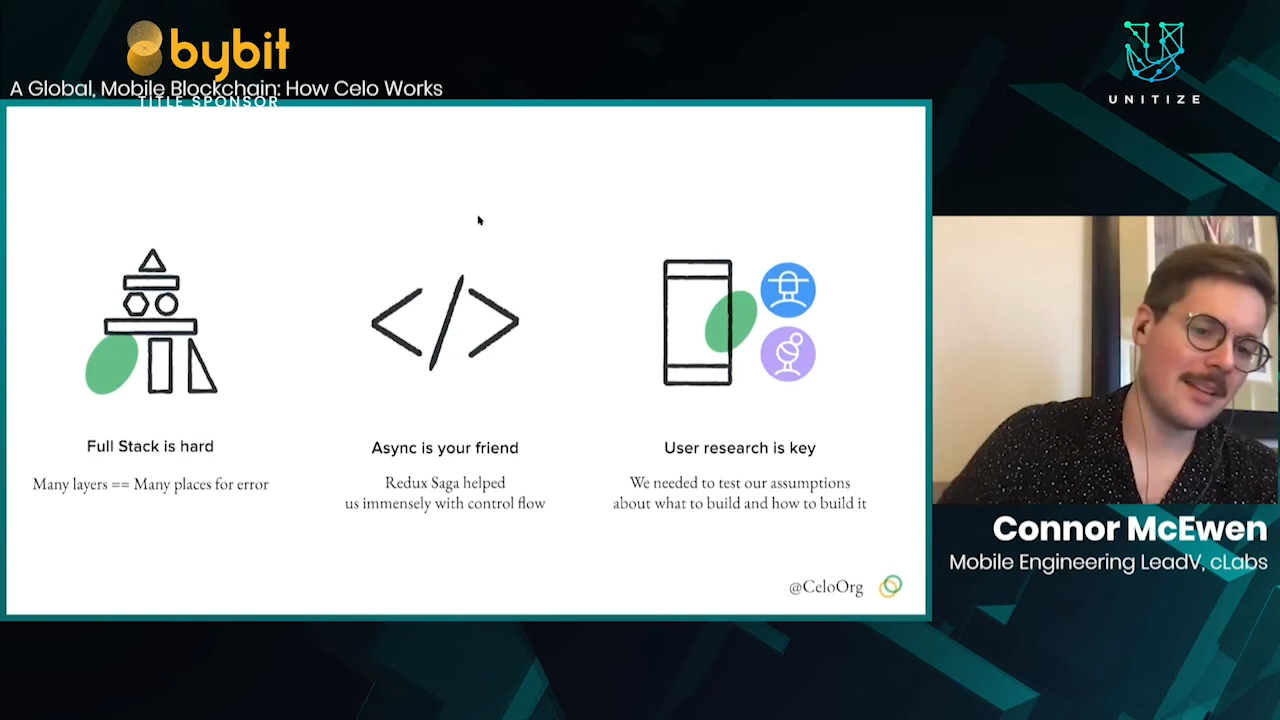 bybit
A Global, Mobile Blockchain: How Celo Works
TITLE SPONSOR
UNITIZE
Full Stack is hard
Many layers == Many places for error
Async is your friend
Redux Saga helped
us immensely with control flow
User research is key
We needed to test our assumptions
about what to build and how to build it
@CeloOrg
Connor McEwen
Mobile Engineering LeadV, cLabs